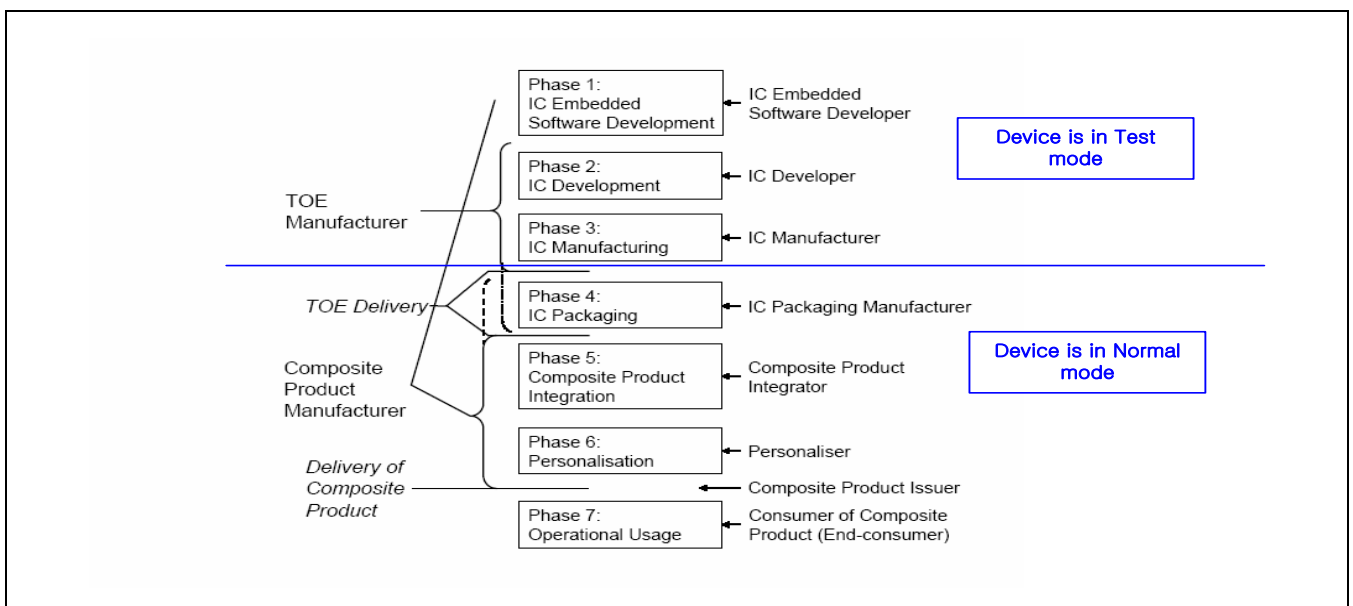 Phase 1:
IC Embedded
Software Development
IC Embedded
Software Developer
Device is in Test
mode
Phase 2:
IC Development
IC Developer
TOE
Manufacturer
Phase 3:
IC Manufacturing
IC Manufacturer
TOE Delivery
Phase 4:
IC Packaging
IC Packaging Manufacturer
Device is in Normal
mode
Composite
Product
Manufacturer
Phase 5:
Composite Product
Integration
Composite Product
Integrator
Phase 6:
Personalisation
Personaliser
Delivery of
Composite
Product
Composite Product Issuer
Phase 7:
Operational Usage
Consumer of Composite
Product (End-consumer)